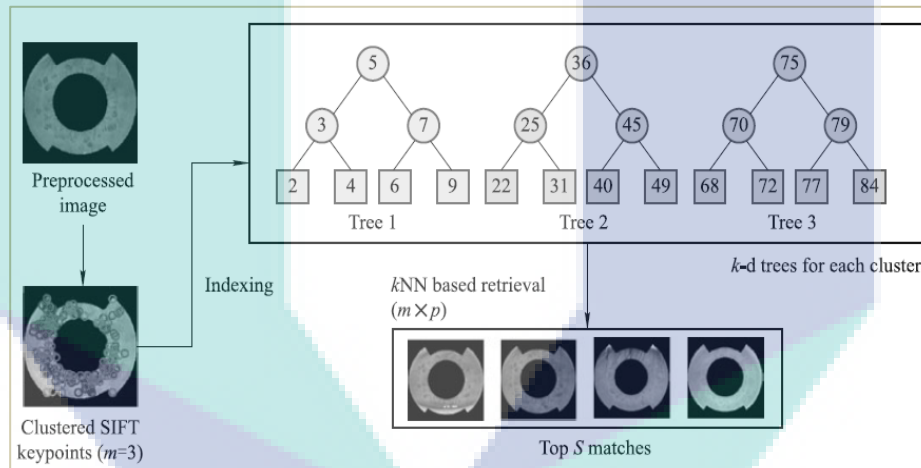 5
36
75
3
7
25
45
70
79
2
4
6
9
22
31
40
49
68
72
77
84
Tree 1
Tree 2
Tree 3
Preprocessed
image
Indexing
k-d trees for each cluster
kNN based retrieval
(m×p)
Clustered SIFT
keypoints (m=3)
Top S matches